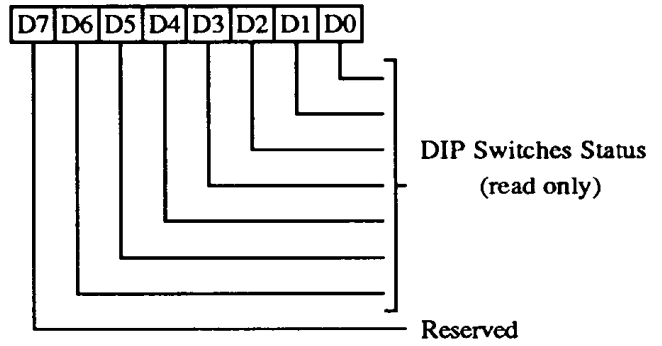 D7 D6 D5 D4 D3 D2 D1 D0
DIP Switches Status
(read only)
Reserved